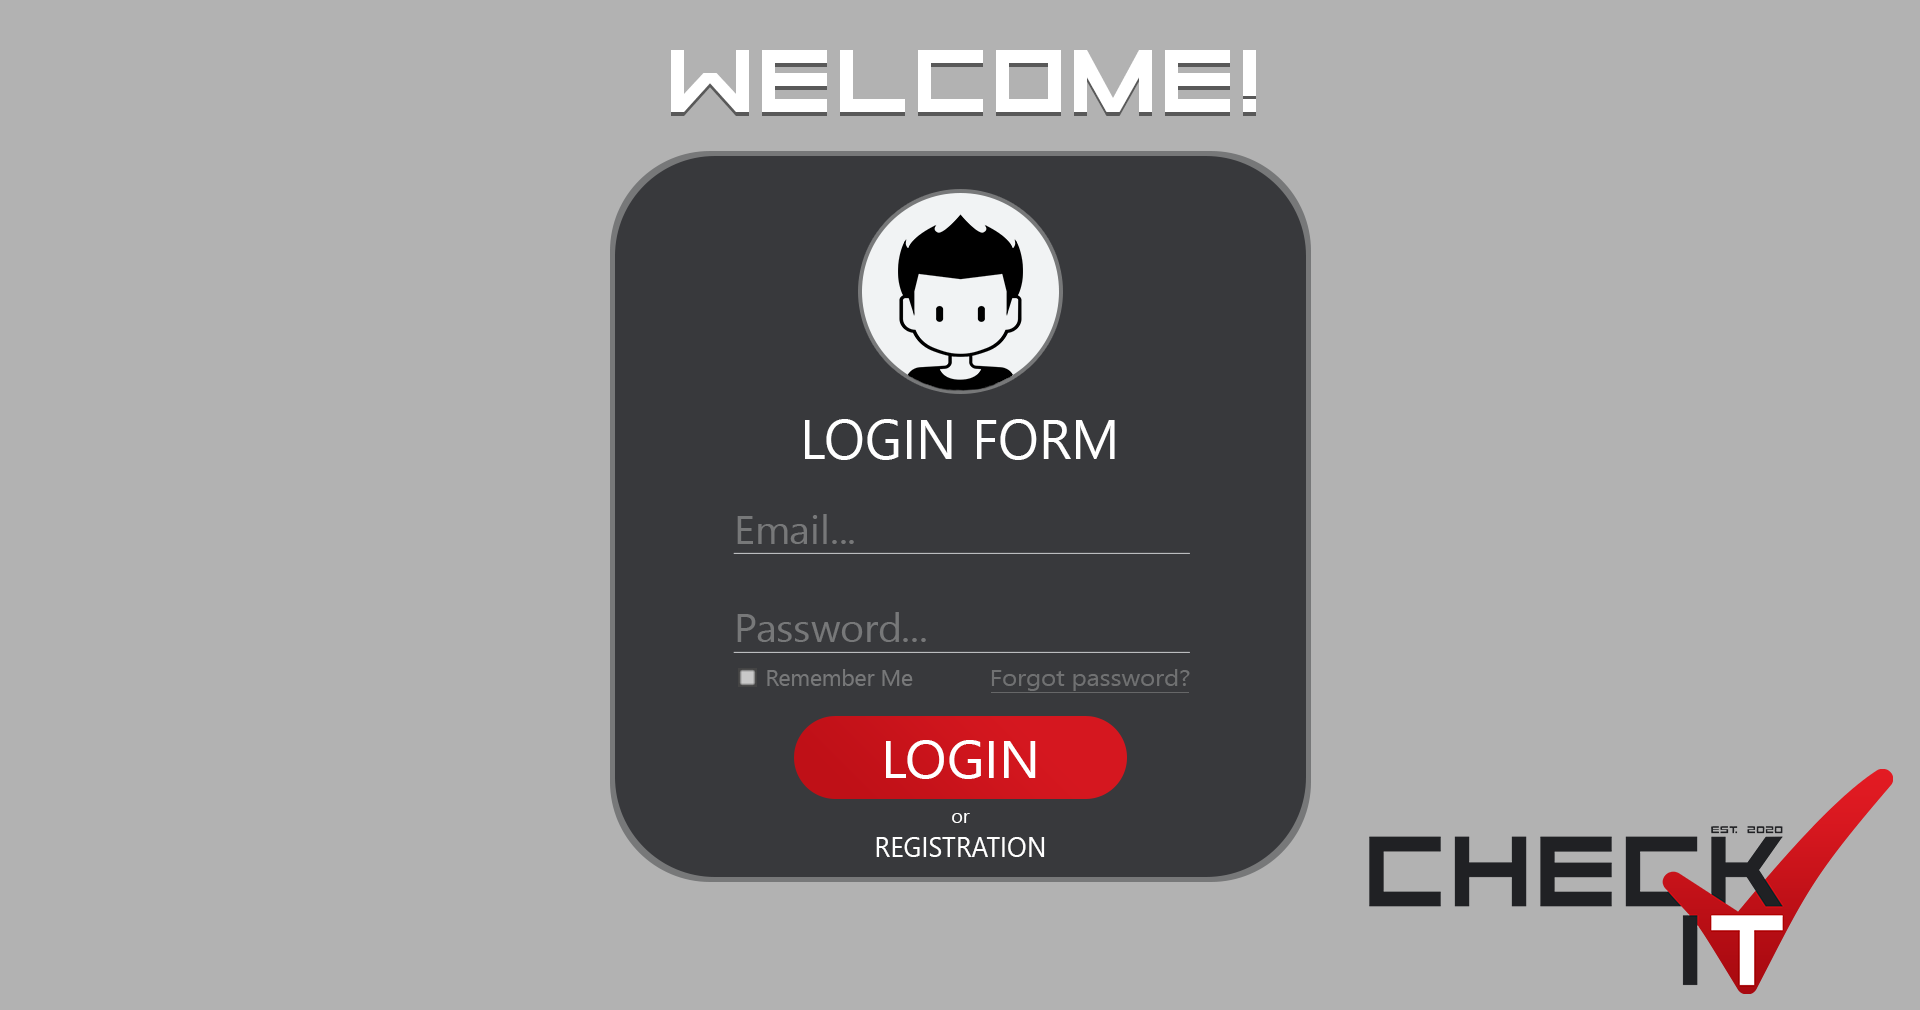 WELCOME!
LOGIN FORM
Email...
Password...
Remember Me
Forgot password?
LOGIN
or
REGISTRATION
EST. 2020
CHECK
IT